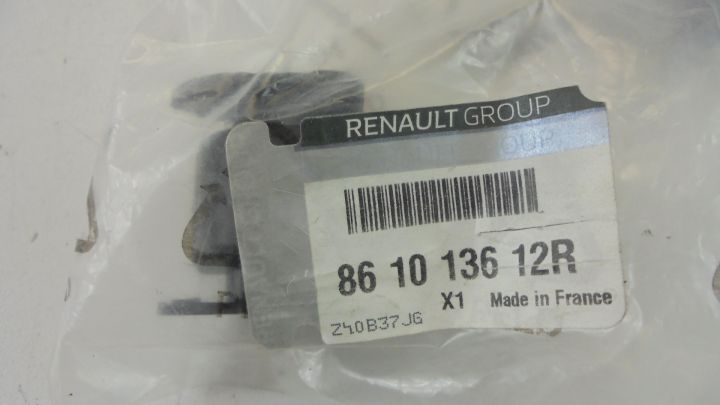 RENAULT GROUP
OUP
86 10 136 12R
X1 Made in France
Z40B37JG